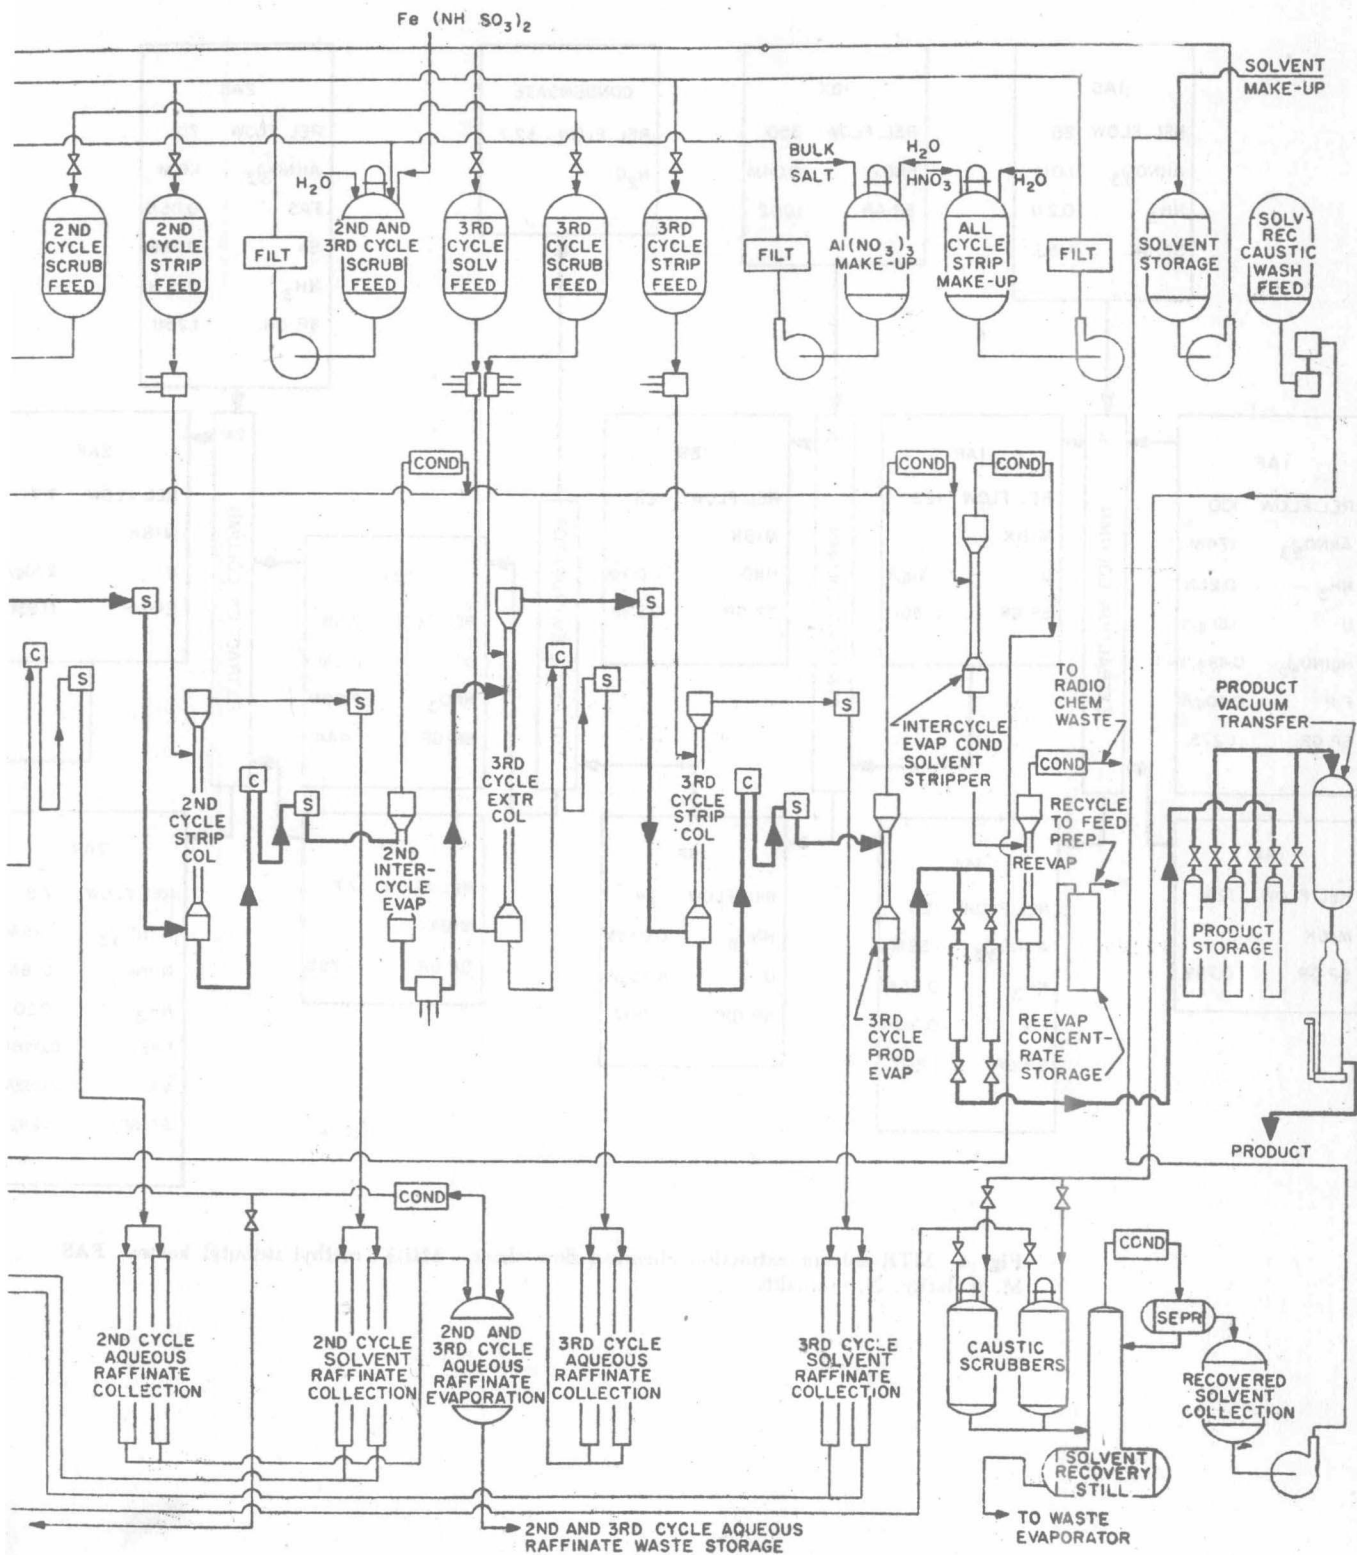 Fe (NH SO₃)₂
SOLVENT
MAKE-UP
H₂O
BULK
SALT
H₂O
HNO₃
H₂O
2ND
CYCLE
SCRUB
FEED
2ND
CYCLE
STRIP
FEED
FILT
2ND AND
3RD CYCLE
SCRUB
FEED
3RD
CYCLE
SOLV
FEED
3RD
CYCLE
SCRUB
FEED
3RD
CYCLE
STRIP
FEED
FILT
Al(NO₃)₃
MAKE-UP
ALL
CYCLE
STRIP
MAKE-UP
FILT
SOLVENT
STORAGE
SOLV
REC
CAUSTIC
WASH
FEED
COND
COND
COND
S
C
S
2ND
CYCLE
STRIP
COL
C
S
S
2ND
INTER-
CYCLE
EVAP
3RD
CYCLE
EXTR
COL
C
S
S
3RD
CYCLE
STRIP
COL
C
S
S
INTERCYCLE
EVAP COND
SOLVENT
STRIPPER
TO
RADIO
CHEM
WASTE
COND
RECYCLE
TO FEED
PREP
REEVAP
PRODUCT
VACUUM
TRANSFER
PRODUCT
STORAGE
3RD
CYCLE
PROD
EVAP
REEVAP
CONCENT-
RATE
STORAGE
PRODUCT
COND
2ND CYCLE
AQUEOUS
RAFFINATE
COLLECTION
2ND CYCLE
SOLVENT
RAFFINATE
COLLECTION
2ND AND
3RD CYCLE
AQUEOUS
RAFFINATE
EVAPORATION
3RD CYCLE
AQUEOUS
RAFFINATE
COLLECTION
3RD CYCLE
SOLVENT
RAFFINATE
COLLECTION
CAUSTIC
SCRUBBERS
COND
SEPR
RECOVERED
SOLVENT
COLLECTION
SOLVENT
RECOVERY
STILL
TO WASTE
EVAPORATOR
2ND AND 3RD CYCLE AQUEOUS
RAFFINATE WASTE STORAGE